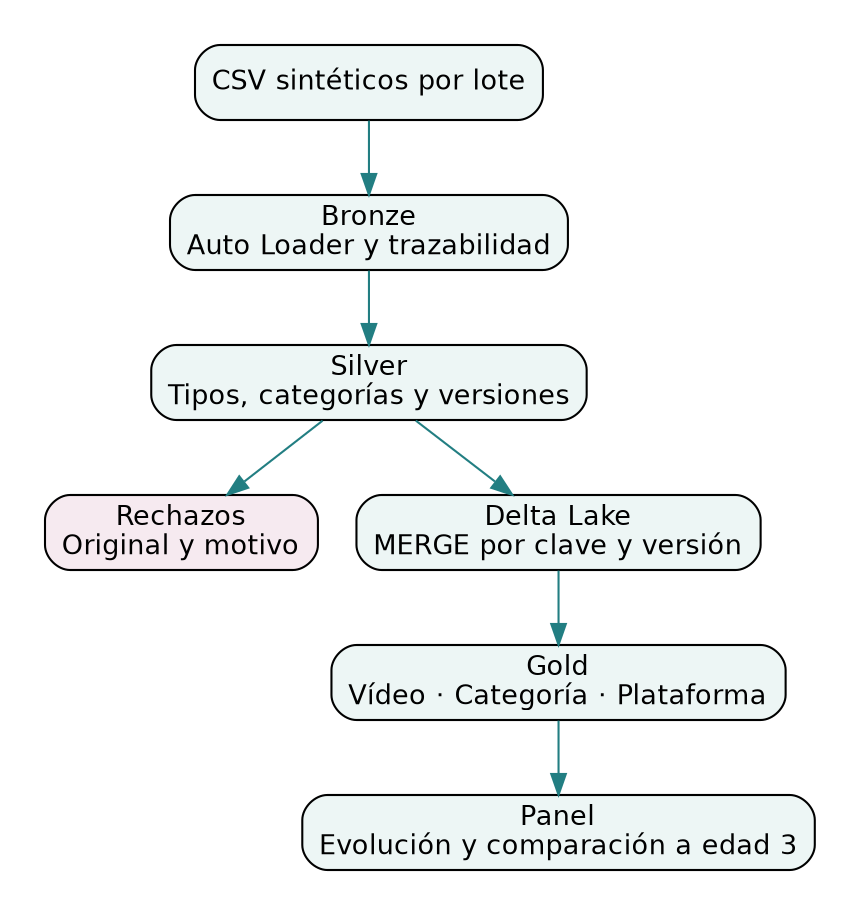 CSV sintéticos por lote
Bronze
Auto Loader y trazabilidad
Silver
Tipos, categorías y versiones
Rechazos
Original y motivo
Delta Lake
MERGE por clave y versión
Gold
Vídeo · Categoría · Plataforma
Panel
Evolución y comparación a edad 3